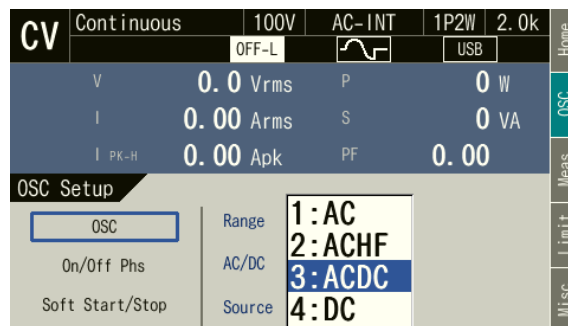 CV
Continuous 100V AC-INT 1P2W 2.0k
OFF-L USB
V 0.0 Vrms P 0 W
I 0.00 Arms S 0 VA
I PK-H 0.00 Apk PF 0.00
OSC Setup
OSC
On/Off Phs
Soft Start/Stop
Range
AC/DC
Source
1:AC
2:ACHF
3:ACDC
4:DC
Home
OSC
Meas
Limit
Misc